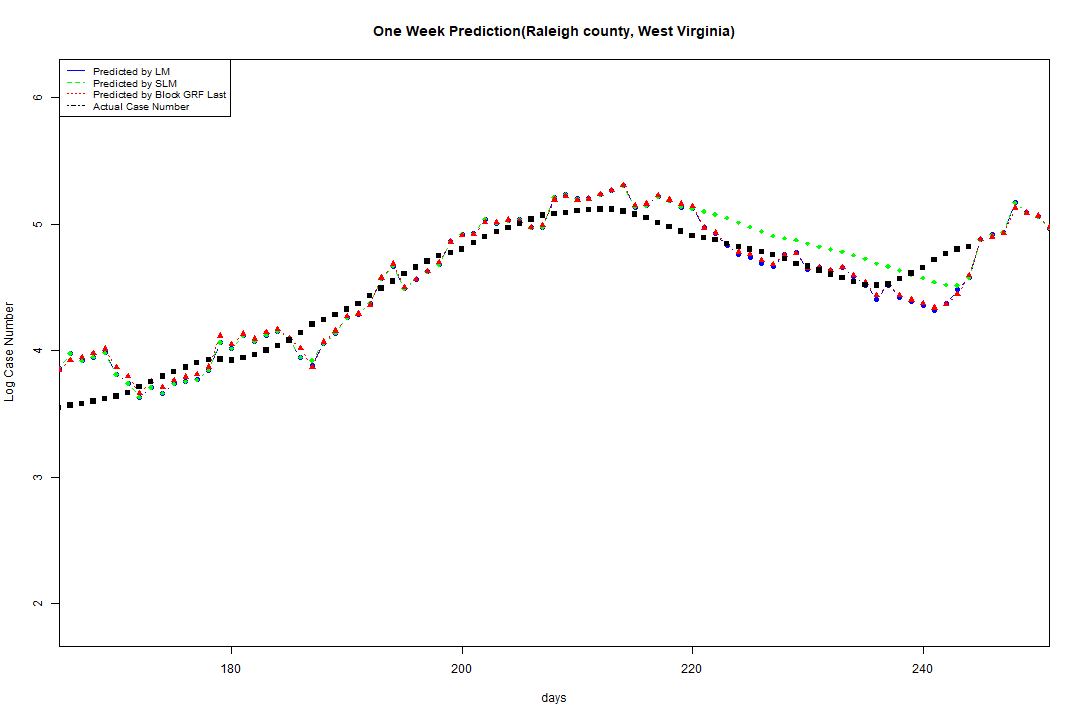 One Week Prediction(Raleigh county, West Virginia)
Predicted by LM
Predicted by SLM
Predicted by Block GRF Last
Actual Case Number
6
5
4
3
2
Log Case Number
180
200
220
240
days